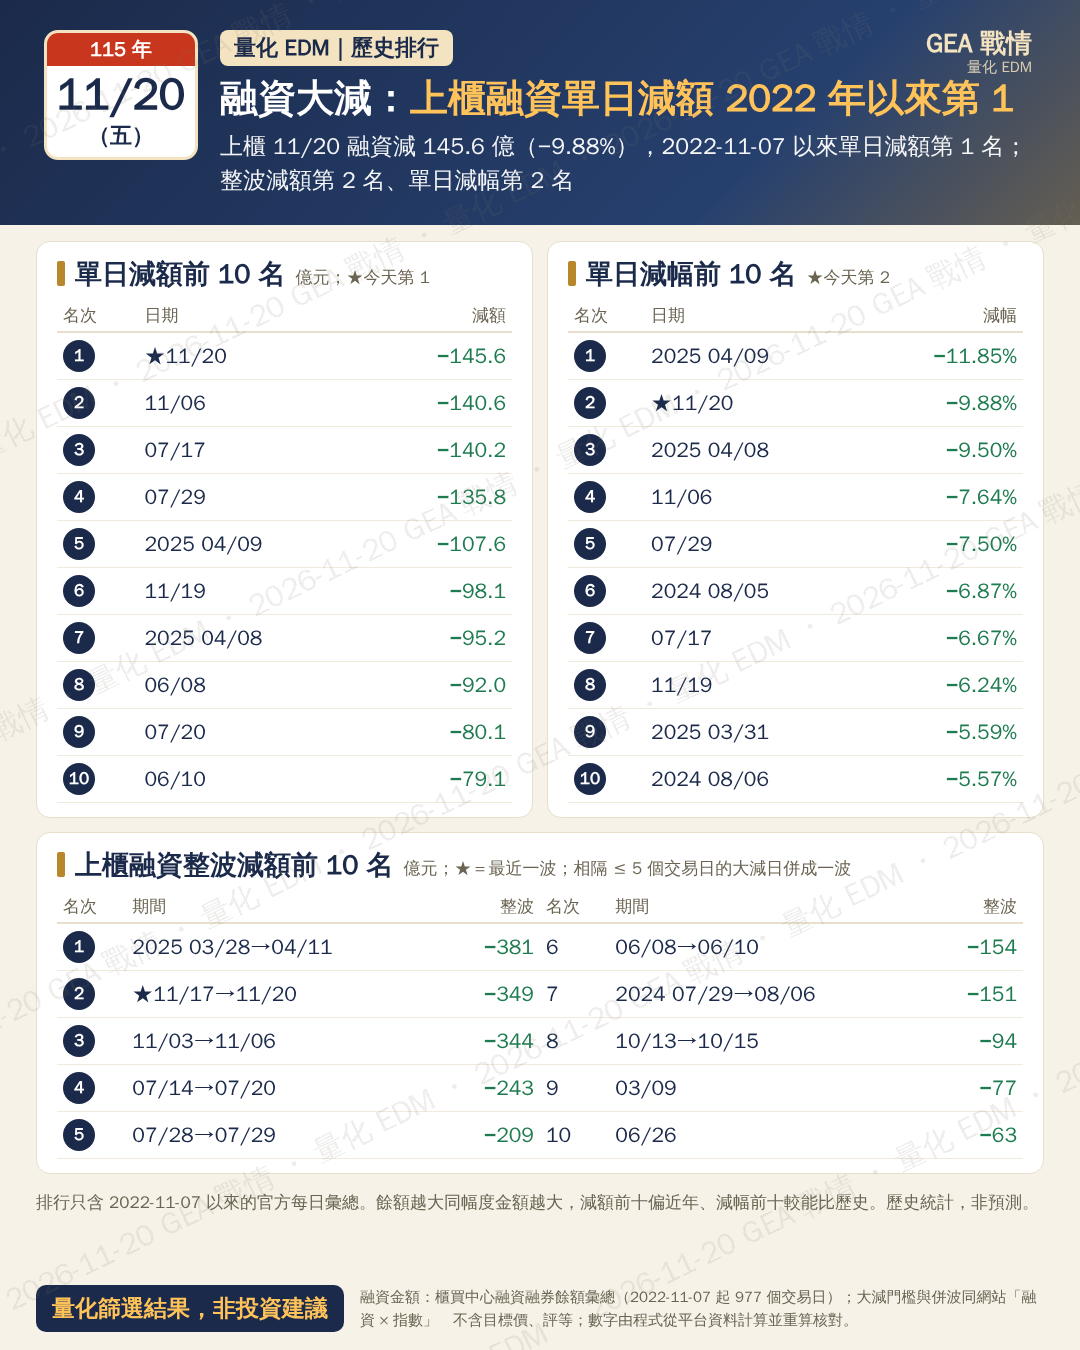 115 年
11/20
（五）
量化 EDM｜歷史排行
GEA 戰情
量化 EDM
融資大減：上櫃融資單日減額 2022 年以來第 1
上櫃 11/20 融資減 145.6 億（−9.88%），2022-11-07 以來單日減額第 1 名；
整波減額第 2 名、單日減幅第 2 名
單日減額前 10 名 億元；★今天第 1
名次 日期 減額
1 ★11/20 −145.6
2 11/06 −140.6
3 07/17 −140.2
4 07/29 −135.8
5 2025 04/09 −107.6
6 11/19 −98.1
7 2025 04/08 −95.2
8 06/08 −92.0
9 07/20 −80.1
10 06/10 −79.1
單日減幅前 10 名 ★今天第 2
名次 日期 減幅
1 2025 04/09 −11.85%
2 ★11/20 −9.88%
3 2025 04/08 −9.50%
4 11/06 −7.64%
5 07/29 −7.50%
6 2024 08/05 −6.87%
7 07/17 −6.67%
8 11/19 −6.24%
9 2025 03/31 −5.59%
10 2024 08/06 −5.57%
上櫃融資整波減額前 10 名 億元；★＝最近一波；相隔 ≤ 5 個交易日的大減日併成一波
名次 期間 整波 名次 期間 整波
1 2025 03/28→04/11 −381 6 06/08→06/10 −154
2 ★11/17→11/20 −349 7 2024 07/29→08/06 −151
3 11/03→11/06 −344 8 10/13→10/15 −94
4 07/14→07/20 −243 9 03/09 −77
5 07/28→07/29 −209 10 06/26 −63
排行只含 2022-11-07 以來的官方每日彙總。餘額越大同幅度金額越大，減額前十偏近年、減幅前十較能比歷史。歷史統計，非預測。
量化篩選結果，非投資建議
融資金額：櫃買中心融資融券餘額彙總（2022-11-07 起 977 個交易日）；大減門檻與併波同網站「融
資 × 指數」 不含目標價、評等；數字由程式從平台資料計算並重算核對。
量化 EDM · 2026-11-20 GEA 戰情